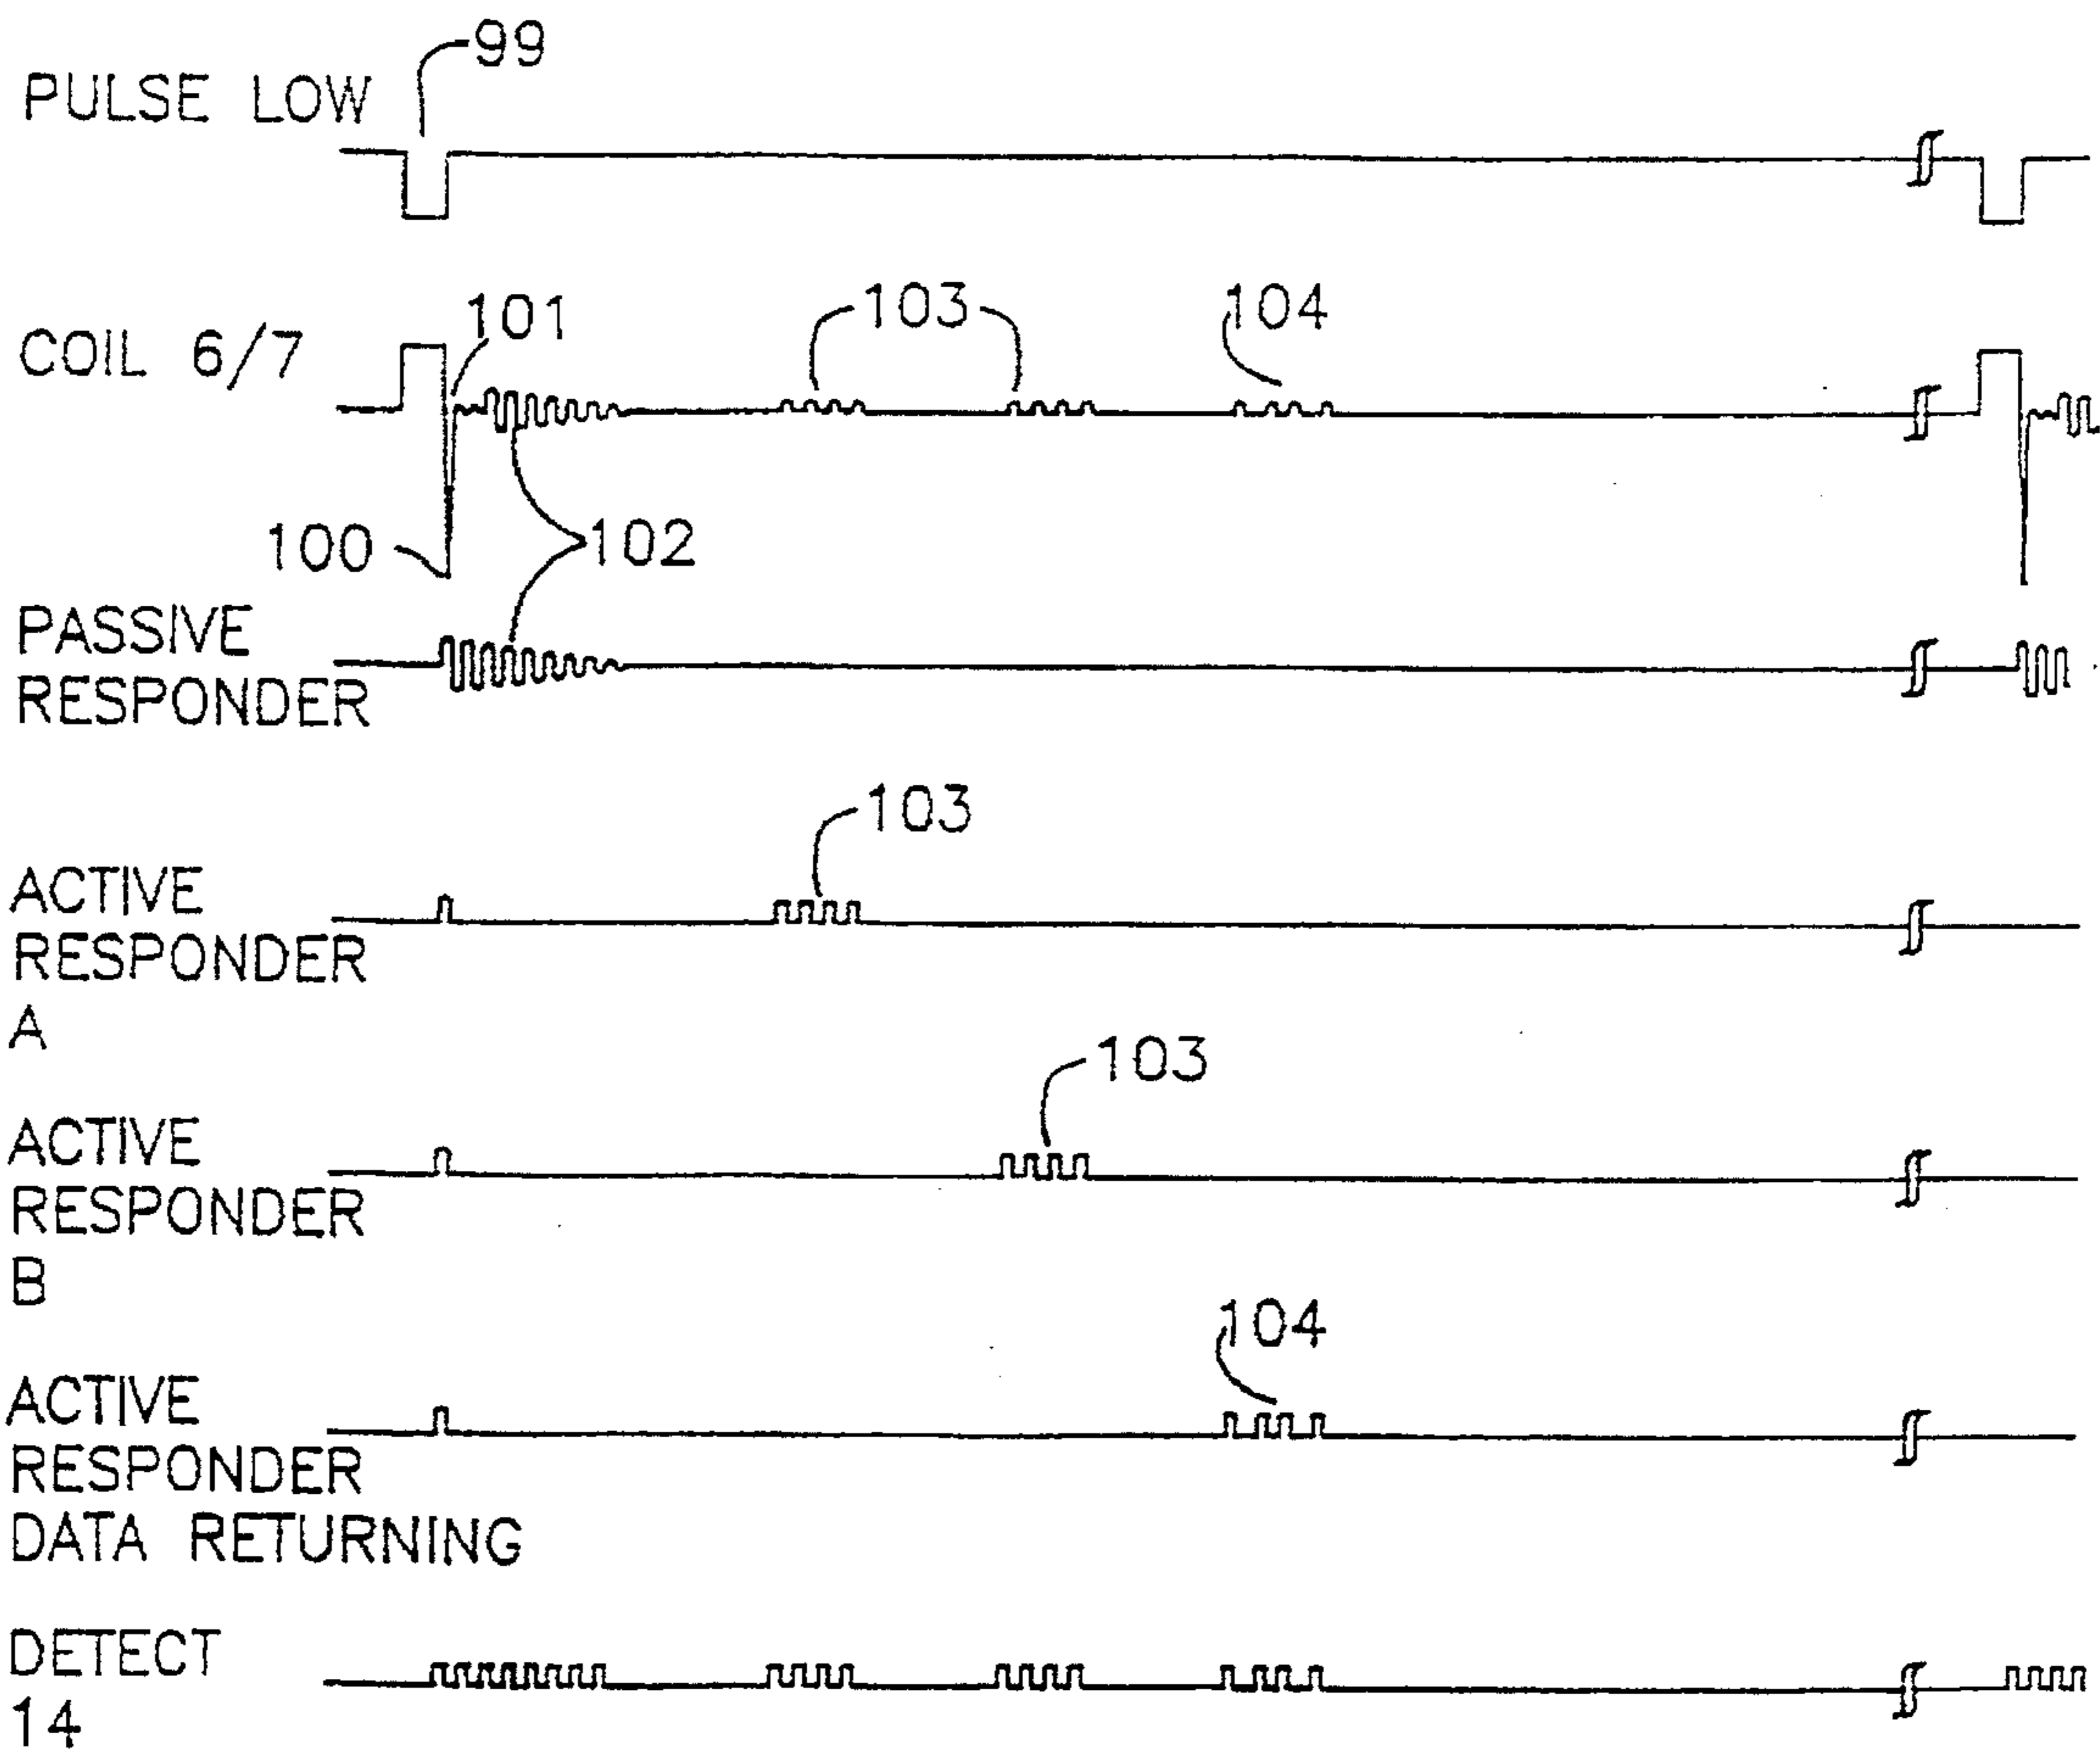 99
PULSE LOW
101
103
104
COIL 6/7
100
102
PASSIVE
RESPONDER
103
ACTIVE
RESPONDER
A
103
ACTIVE
RESPONDER
B
104
ACTIVE
RESPONDER
DATA RETURNING
DETECT
14